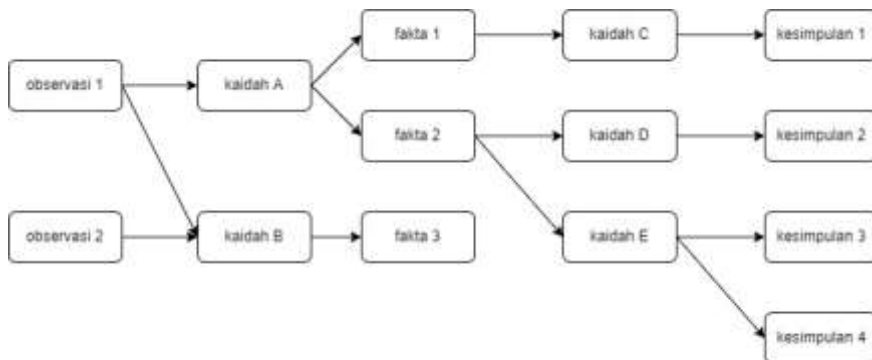 fakta 1
kaidah C
kesimpulan 1
observasi 1
kaidah A
fakta 2
kaidah D
kesimpulan 2
observasi 2
kaidah B
fakta 3
kaidah E
kesimpulan 3
kesimpulan 4